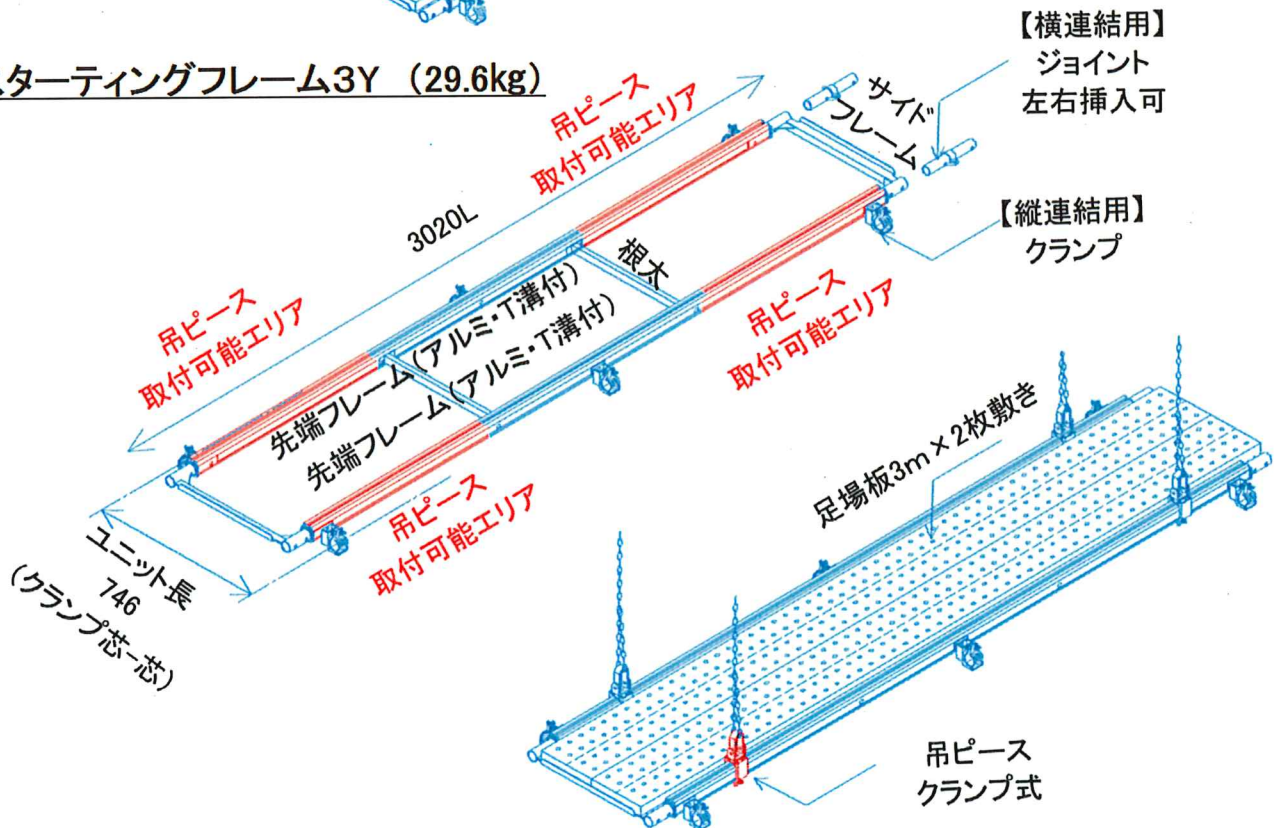 スターティングフレーム3Y (29.6kg)
【横連結用】
ジョイント
左右挿入可
サイド
フレーム
吊ピース
取付可能エリア
【縦連結用】
クランプ
3020L
根太
吊ピース
取付可能エリア
先端フレーム(アルミ・T溝付)
先端フレーム(アルミ・T溝付)
吊ピース
取付可能エリア
吊ピース
取付可能エリア
ユニット長
746
(クランプ芯-芯)
足場板3m×2枚敷き
吊ピース
クランプ式